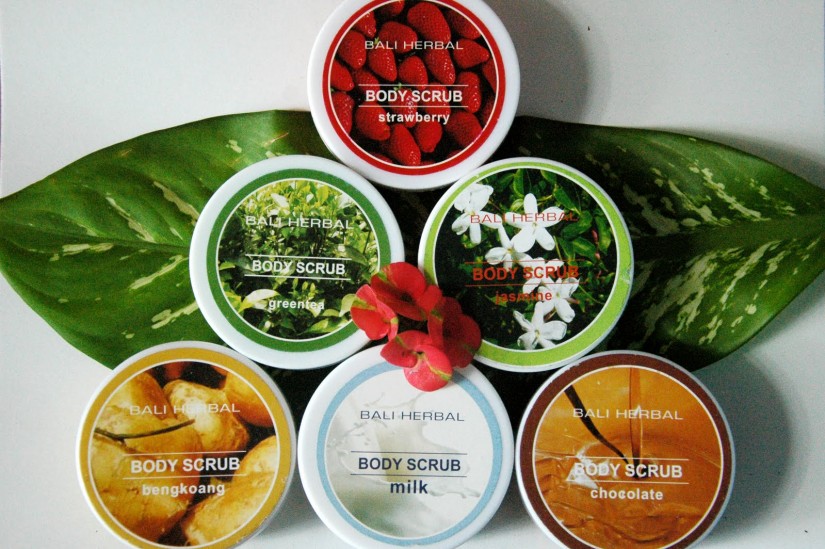 BALI HERBAL
BODY SCRUB
strawberry
BALI HERBAL
BODY SCRUB
greentea
BALI HERBAL
BODY SCRUB
jasmine
BALI HERBAL
BODY SCRUB
bengkoang
BALI HERBAL
BODY SCRUB
milk
BALI HERBAL
BODY SCRUB
chocolate